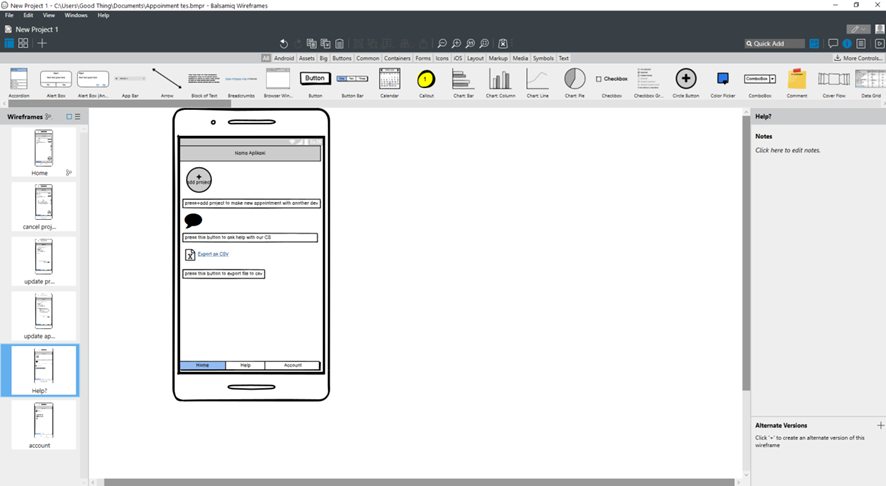 New Project 1 - C:\Users\Good Thing\Documents\Appoinment tes.bmpr - Balsamiq Wireframes
File Edit View Windows Help
New Project 1
Quick Add
All Android Assets Big Buttons Common Containers Forms Icons iOS Layout Markup Media Symbols Text
More Controls...
Button
Checkbox
ComboBox
Accordion Alert Box Alert Box (An... App Bar Arrow Block of Text Breadcrumbs Browser Win... Button Button Bar Calendar Callout Chart: Bar Chart: Column Chart: Line Chart: Pie Checkbox Checkbox Gr... Circle Button Color Picker ComboBox Comment Cover Flow Data Grid
Wireframes
Home
cancel proj...
update pr...
update ap...
Help?
account
Nama Aplikasi
+
add project
press+add project to make new appointment with another dev
press this button to ask help with our CS
Export as CSV
press this button to export file to csv
Home Help Account
Help?
Notes
Click here to edit notes.
Alternate Versions
Click '+' to create an alternate version of this
wireframe